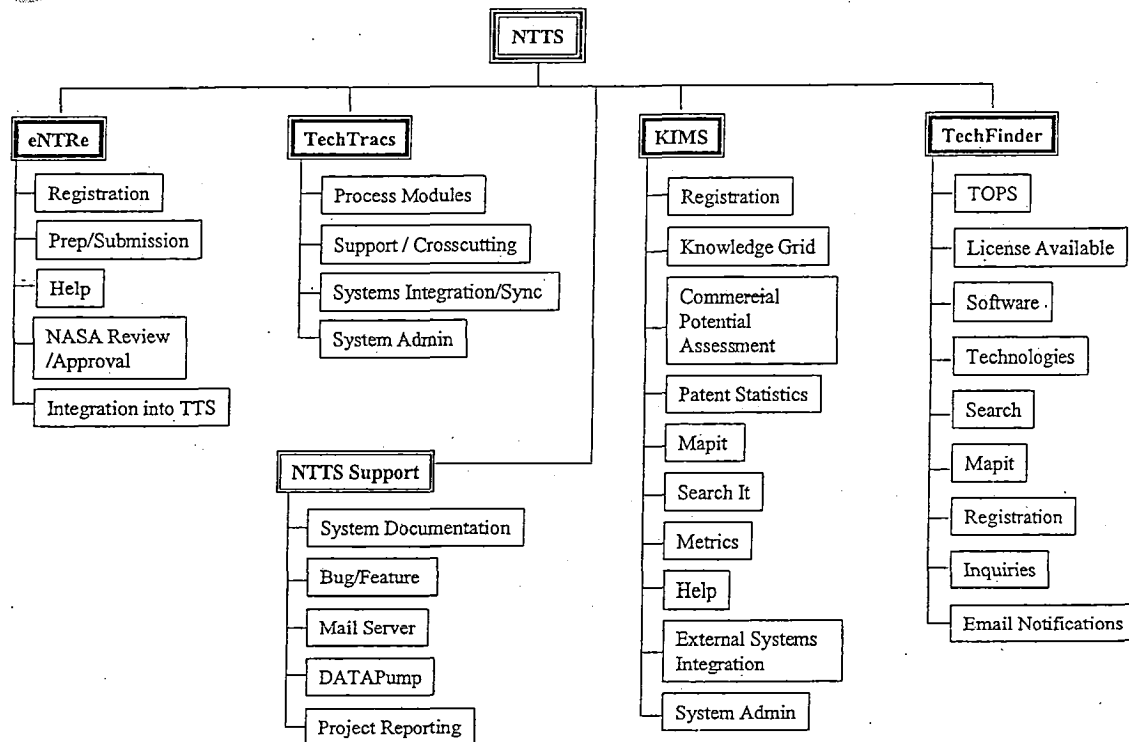 NTTS
eNTRe
Registration
Prep/Submission
Help
NASA Review
/Approval
Integration into TTS
TechTracs
Process Modules
Support / Crosscutting
Systems Integration/Sync
System Admin
NTTS Support
System Documentation
Bug/Feature
Mail Server
DATAPump
Project Reporting
KIMS
Registration
Knowledge Grid
Commercial
Potential
Assessment
Patent Statistics
Mapit
Search It
Metrics
Help
External Systems
Integration
System Admin
TechFinder
TOPS
License Available
Software
Technologies
Search
Mapit
Registration
Inquiries
Email Notifications